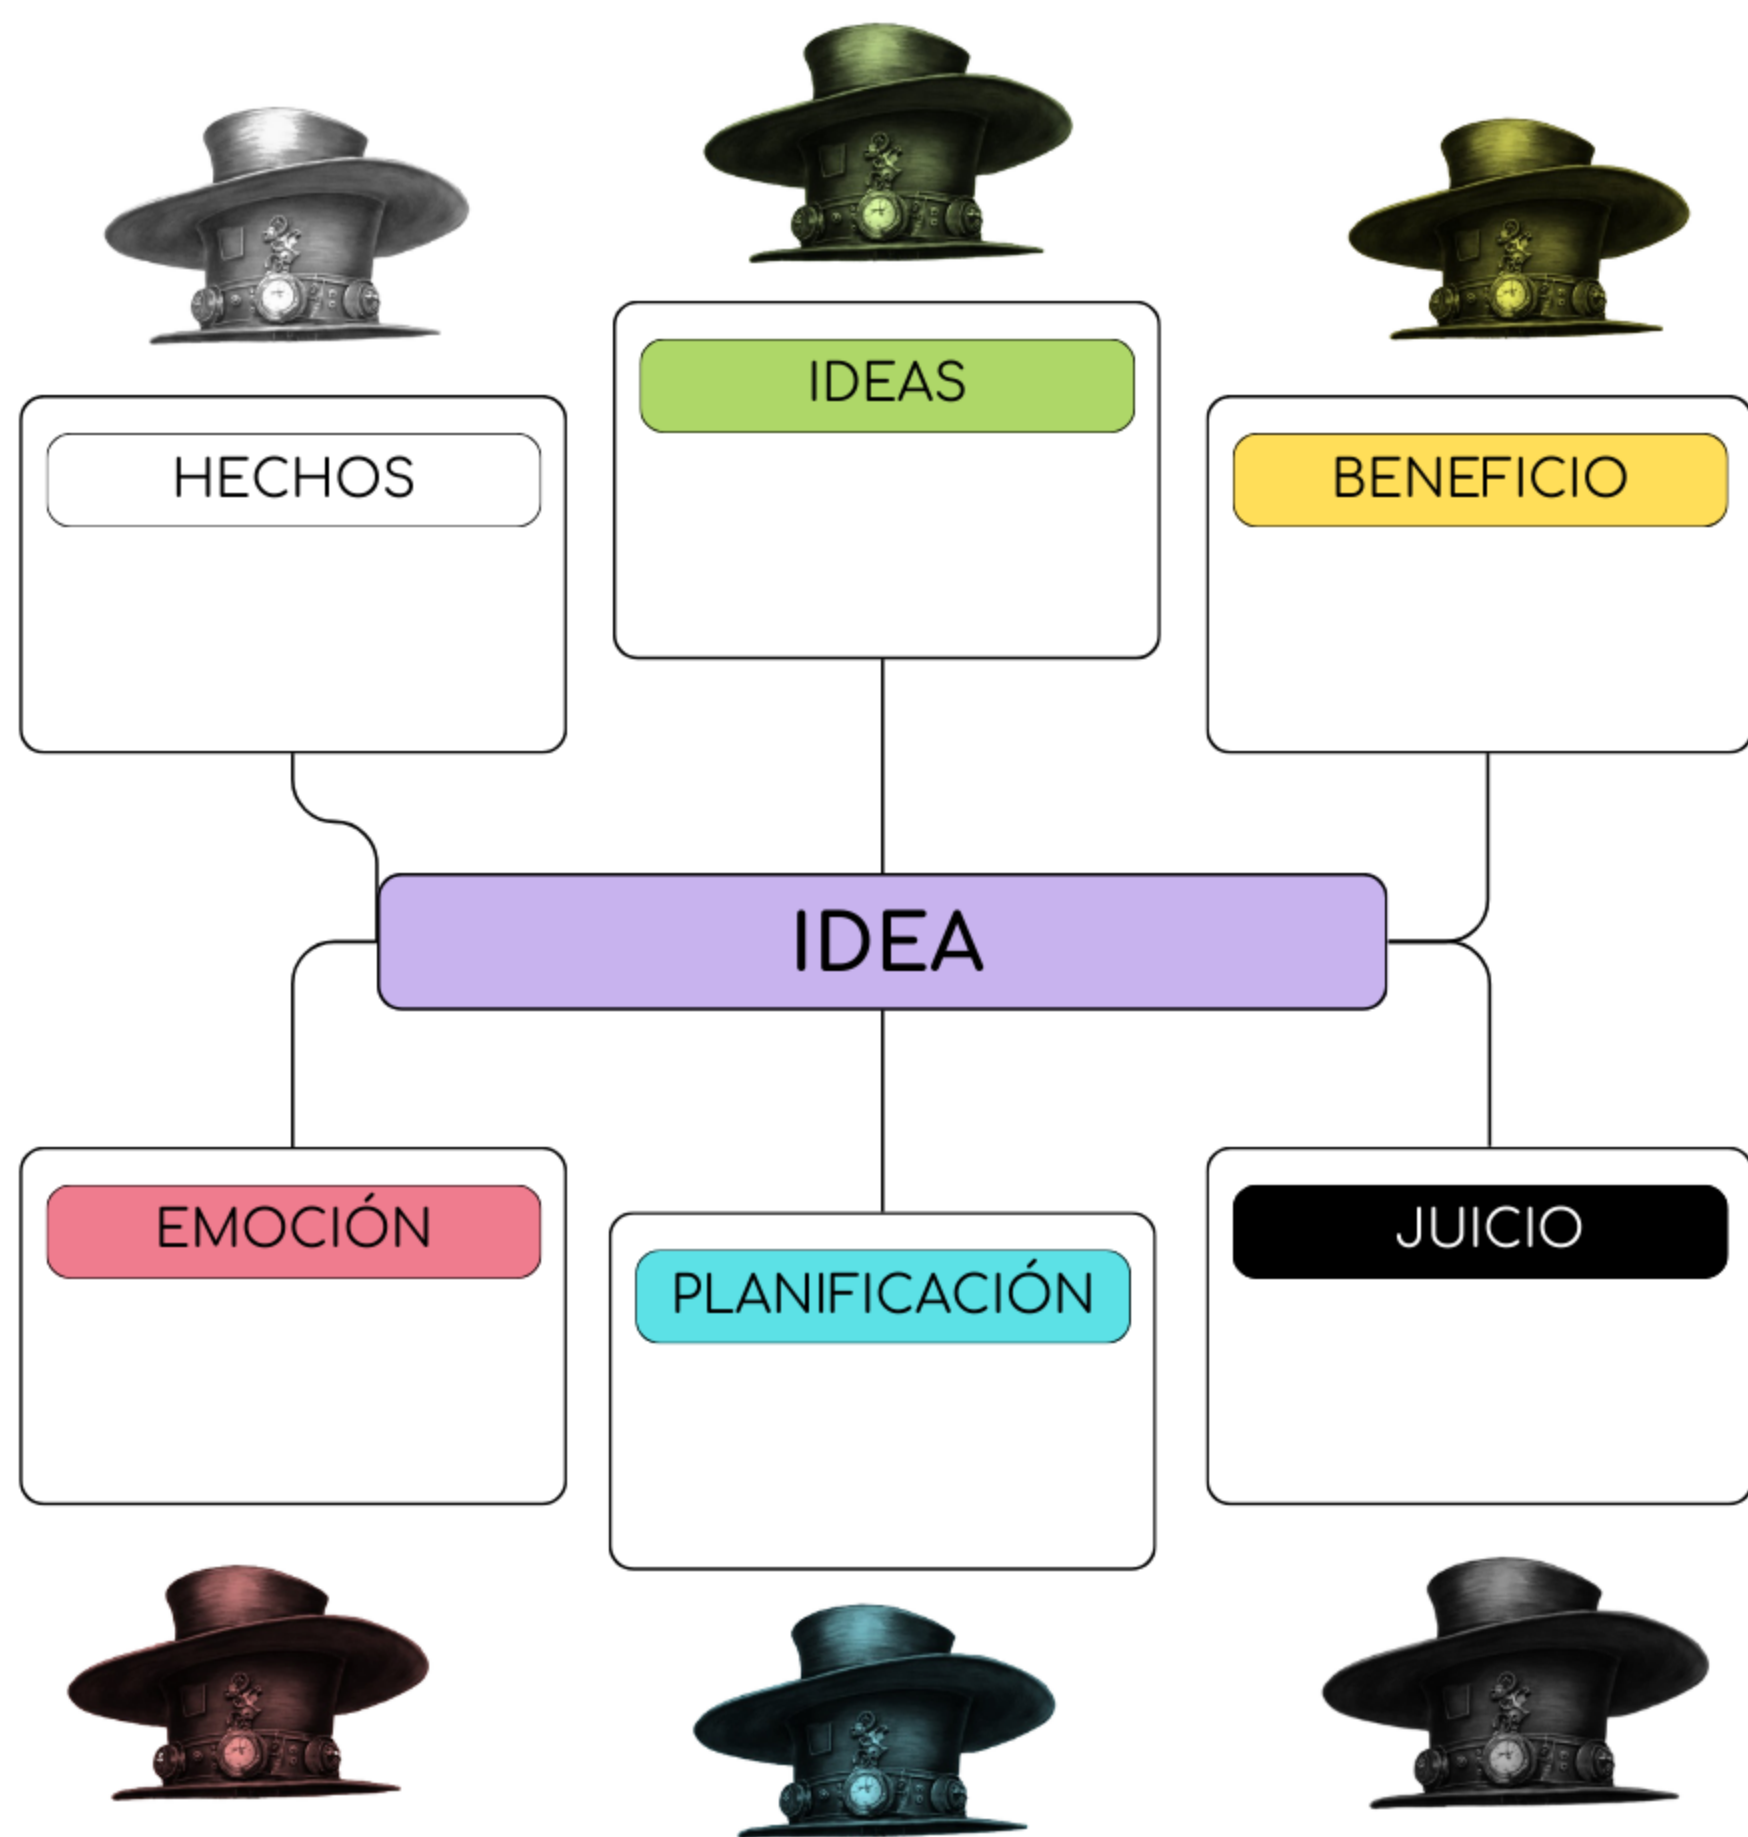 IDEAS
HECHOS
BENEFICIO
IDEA
EMOCIÓN
PLANIFICACIÓN
JUICIO